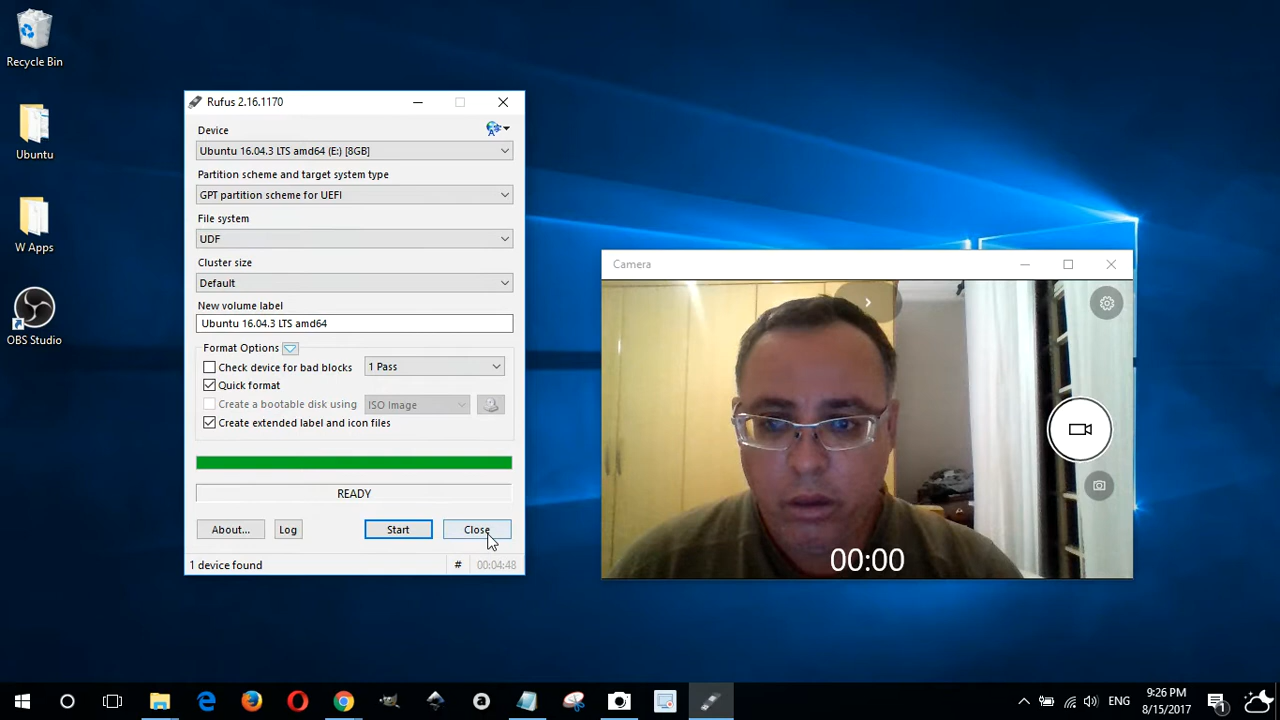 Recycle Bin
Ubuntu
W Apps
OBS Studio
Rufus 2.16.1170
Device
Ubuntu 16.04.3 LTS amd64 (E:) [8GB]
Partition scheme and target system type
GPT partition scheme for UEFI
File system
UDF
Cluster size
Default
New volume label
Ubuntu 16.04.3 LTS amd64
Format Options
Check device for bad blocks
1 Pass
Quick format
Create a bootable disk using
ISO Image
Create extended label and icon files
READY
About...
Log
Start
Close
1 device found
#
00:04:48
Camera
00:00
ENG
9:26 PM
8/15/2017
1